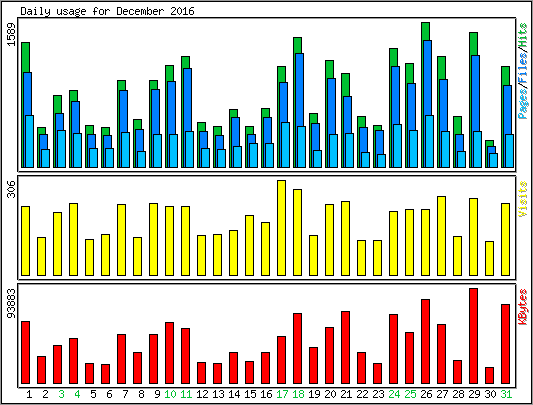 Daily usage for December 2016
1589
Pages/Files/Hits
306
Visits
93883
KBytes
1 2 3 4 5 6 7 8 9 10 11 12 13 14 15 16 17 18 19 20 21 22 23 24 25 26 27 28 29 30 31